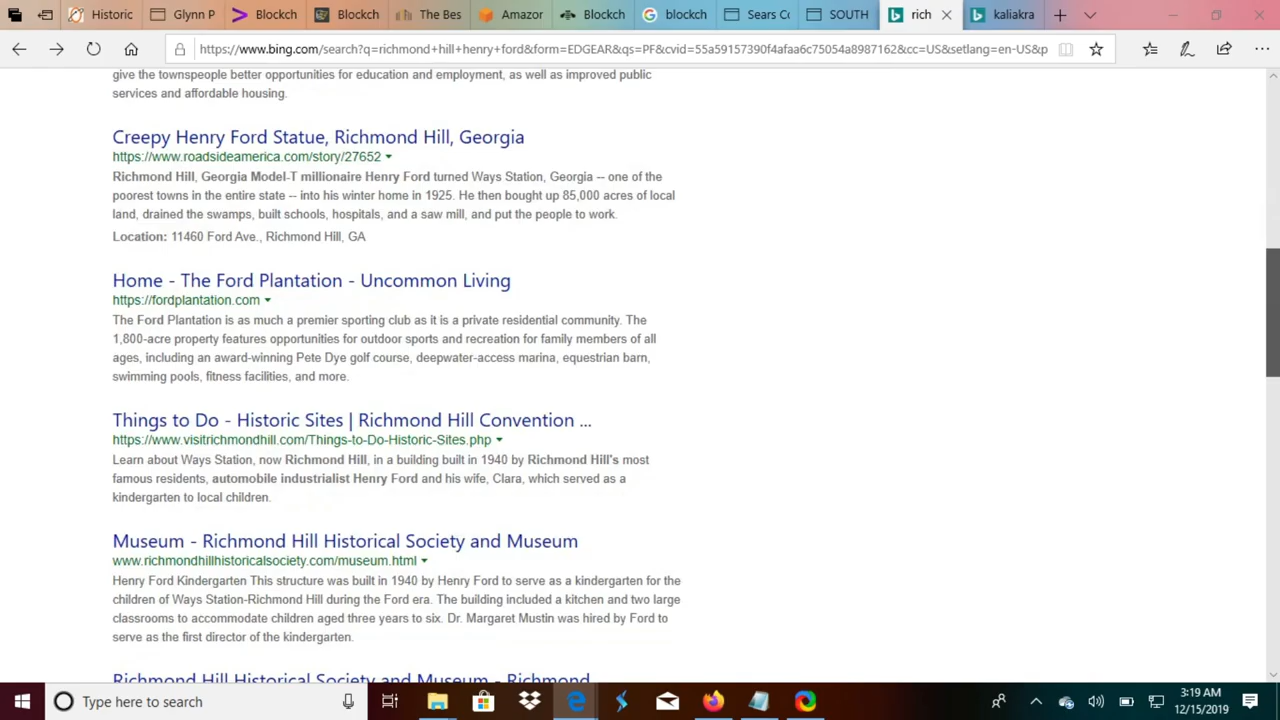 Historic
Glynn P
Blockch
Blockch
The Bes
Amazor
Blockch
blockch
Sears Cc
SOUTH
rich
kaliakra
https://www.bing.com/search?q=richmond+hill+henry+ford&form=EDGEAR&qs=PF&cvid=55a59157390f4afaa6c75054a8987162&cc=US&setlang=en-US&p
give the townspeople better opportunities for education and employment, as well as improved public
services and affordable housing.
Creepy Henry Ford Statue, Richmond Hill, Georgia
https://www.roadsideamerica.com/story/27652
Richmond Hill, Georgia Model-T millionaire Henry Ford turned Ways Station, Georgia -- one of the
poorest towns in the entire state -- into his winter home in 1925. He then bought up 85,000 acres of local
land, drained the swamps, built schools, hospitals, and a saw mill, and put the people to work.
Location: 11460 Ford Ave., Richmond Hill, GA
Home - The Ford Plantation - Uncommon Living
https://fordplantation.com
The Ford Plantation is as much a premier sporting club as it is a private residential community. The
1,800-acre property features opportunities for outdoor sports and recreation for family members of all
ages, including an award-winning Pete Dye golf course, deepwater-access marina, equestrian barn,
swimming pools, fitness facilities, and more.
Things to Do - Historic Sites | Richmond Hill Convention ...
https://www.visitrichmondhill.com/Things-to-Do-Historic-Sites.php
Learn about Ways Station, now Richmond Hill, in a building built in 1940 by Richmond Hill's most
famous residents, automobile industrialist Henry Ford and his wife, Clara, which served as a
kindergarten to local children.
Museum - Richmond Hill Historical Society and Museum
www.richmondhillhistoricalsociety.com/museum.html
Henry Ford Kindergarten This structure was built in 1940 by Henry Ford to serve as a kindergarten for the
children of Ways Station-Richmond Hill during the Ford era. The building included a kitchen and two large
classrooms to accommodate children aged three years to six. Dr. Margaret Mustin was hired by Ford to
serve as the first director of the kindergarten.
Richmond Hill Historical Society and Museum - Richmond
Type here to search
3:19 AM
12/15/2019